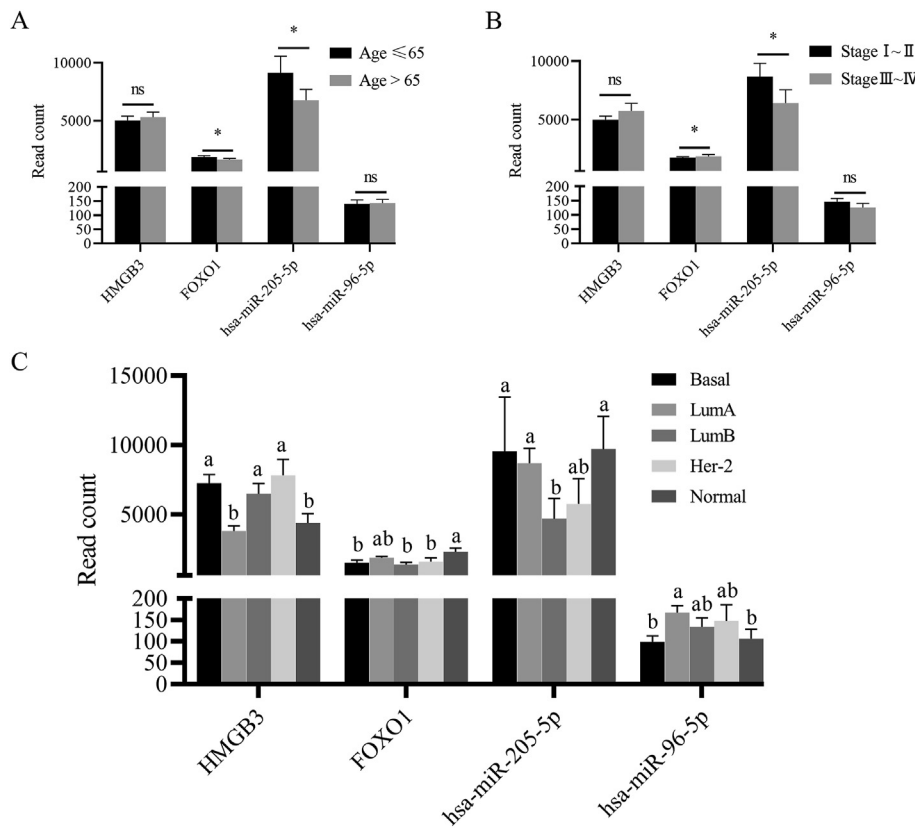 A
Read count
10000
5000
200
150
100
50
0
ns
*
*
ns
Age ≤65
Age > 65
HMGB3
FOXO1
hsa-miR-205-5p
hsa-miR-96-5p
B
Read count
10000
5000
200
150
100
50
0
ns
*
*
ns
Stage Ⅰ~Ⅱ
Stage Ⅲ~Ⅳ
HMGB3
FOXO1
hsa-miR-205-5p
hsa-miR-96-5p
C
Read count
15000
10000
5000
200
150
100
50
0
a b a a b
b ab b b a
a a b ab a
b a ab ab b
Basal
LumA
LumB
Her-2
Normal
HMGB3
FOXO1
hsa-miR-205-5p
hsa-miR-96-5p